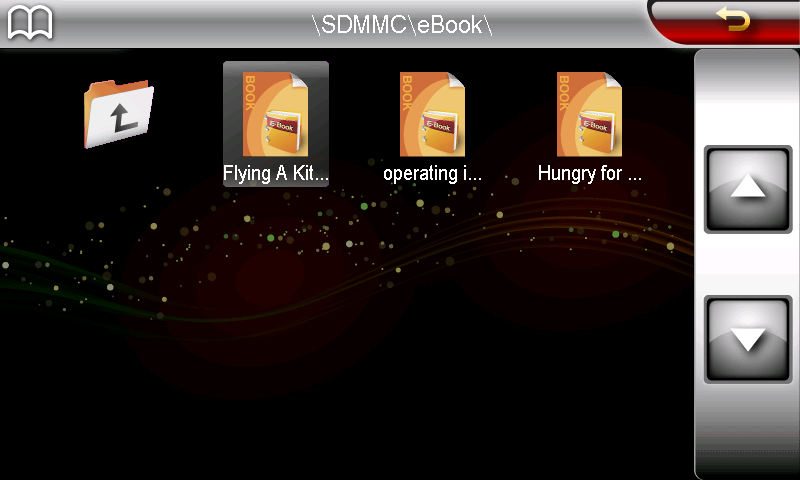 \SDMMC\eBook\
BOOK
E-Book
BOOK
E-Book
BOOK
E-Book
Flying A Kit...
operating i...
Hungry for ...